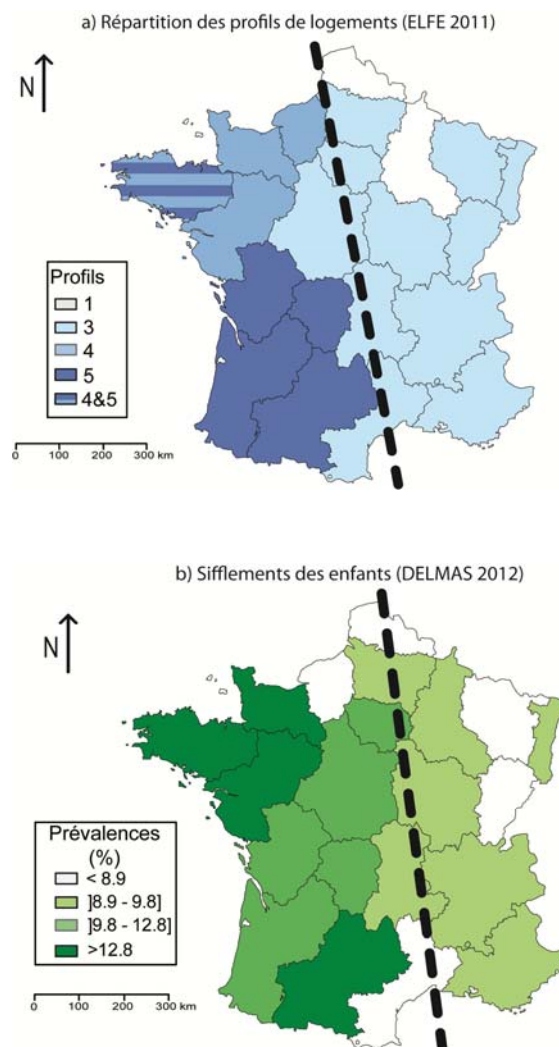 a) Répartition des profils de logements (ELFE 2011)
N
Profils
1
3
4
5
4&5
0 100 200 300 km
b) Sifflements des enfants (DELMAS 2012)
N
Prévalences
(%)
< 8.9
]8.9 - 9.8]
]9.8 - 12.8]
>12.8
0 100 200 300 km